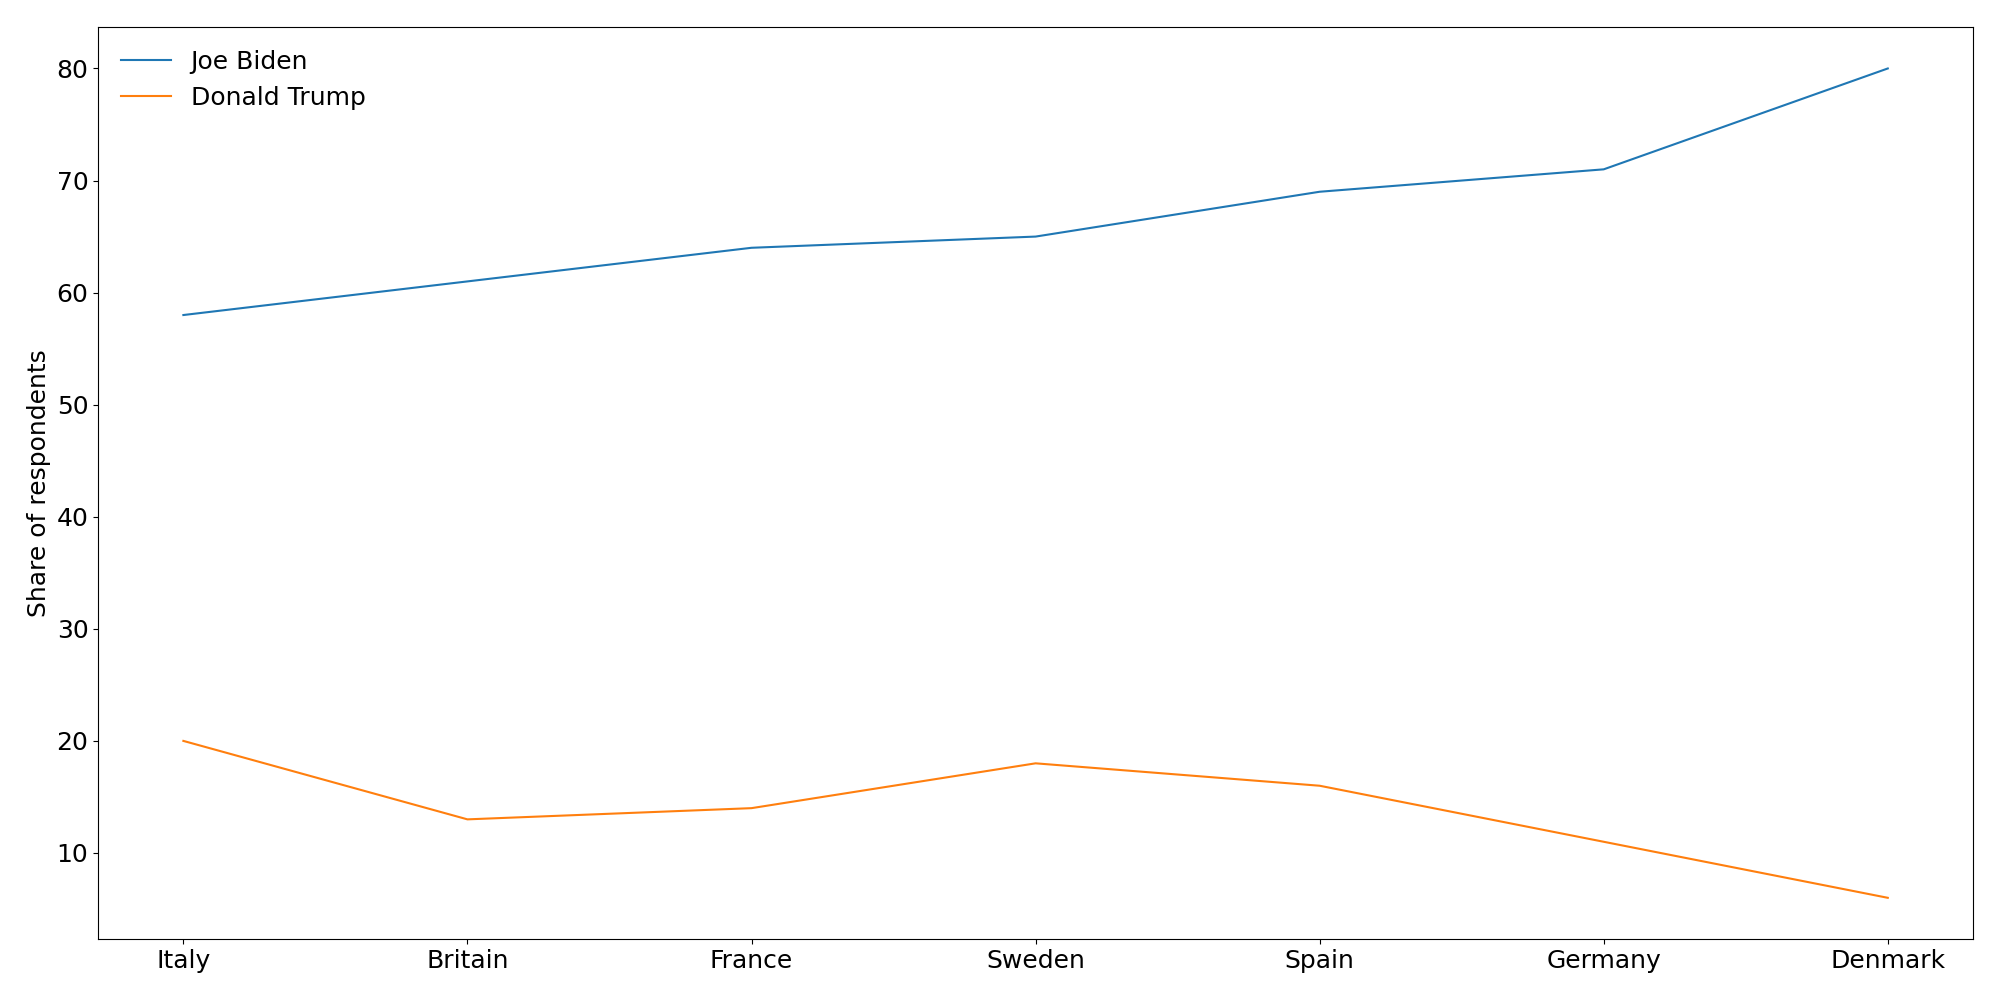 Joe Biden
Donald Trump
Share of respondents
80
70
60
50
40
30
20
10
Italy Britain France Sweden Spain Germany Denmark